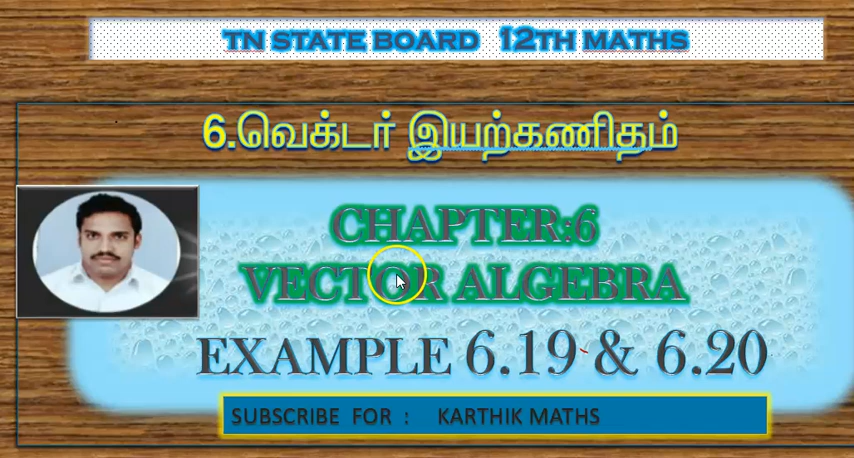 TN STATE BOARD 12TH MATHS
6.வெக்டர் இயற்கணிதம்
CHAPTER:6
VECTOR ALGEBRA
EXAMPLE 6.19 & 6.20
SUBSCRIBE FOR : KARTHIK MATHS